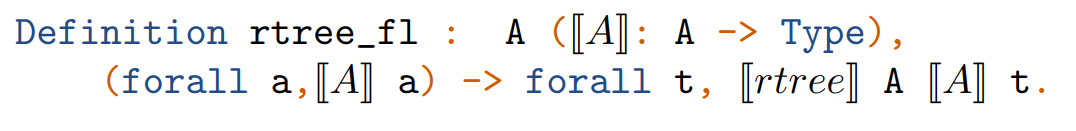 Definition rtree_fl : A (⟦A⟧: A -> Type),
(forall a,⟦A⟧ a) -> forall t, ⟦rtree⟧ A ⟦A⟧ t.